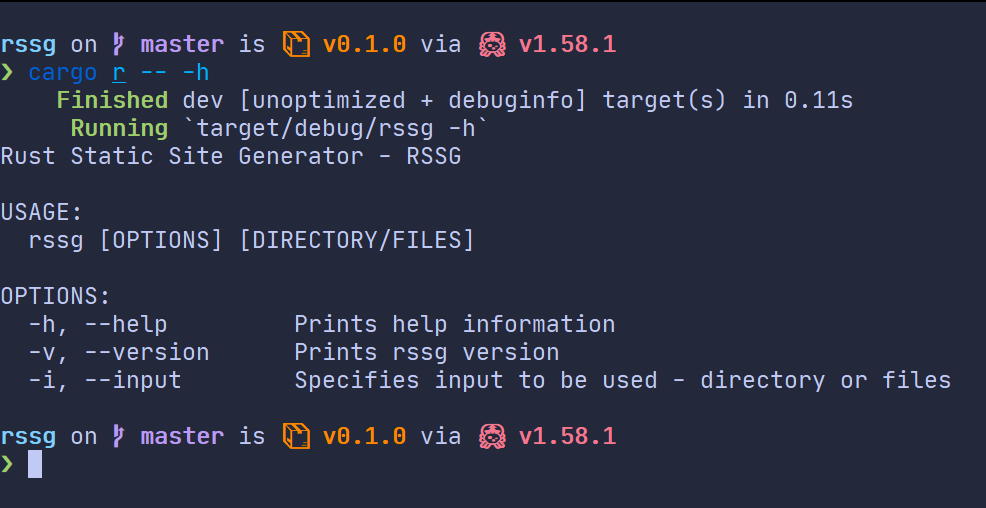 rssg on master is v0.1.0 via v1.58.1
❯ cargo r -- -h
Finished dev [unoptimized + debuginfo] target(s) in 0.11s
Running `target/debug/rssg -h`
Rust Static Site Generator - RSSG
USAGE:
rssg [OPTIONS] [DIRECTORY/FILES]
OPTIONS:
-h, --help Prints help information
-v, --version Prints rssg version
-i, --input Specifies input to be used - directory or files
rssg on master is v0.1.0 via v1.58.1
❯